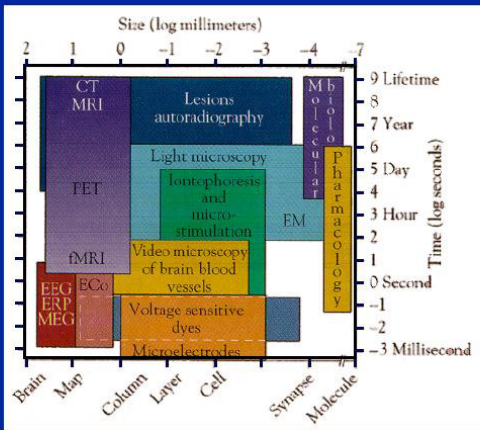 Size (log millimeters)
2 1 0 –1 –2 –3 –4 –7
CT
MRI
PET
fMRI
Lesions
autoradiography
Light microscopy
Iontophoresis
and
micro-
stimulation
EM
Molecular
biolo
Pharmacology
Video microscopy
of brain blood
vessels
EEG
ERP
MEG
ECo
Voltage sensitive
dyes
Microelectrodes
9 Lifetime
8
7 Year
6
5 Day
4
3 Hour
2
1
0 Second
–1
–2
–3 Millisecond
Time (log seconds)
Brain
Map
Column
Layer
Cell
Synapse
Molecule